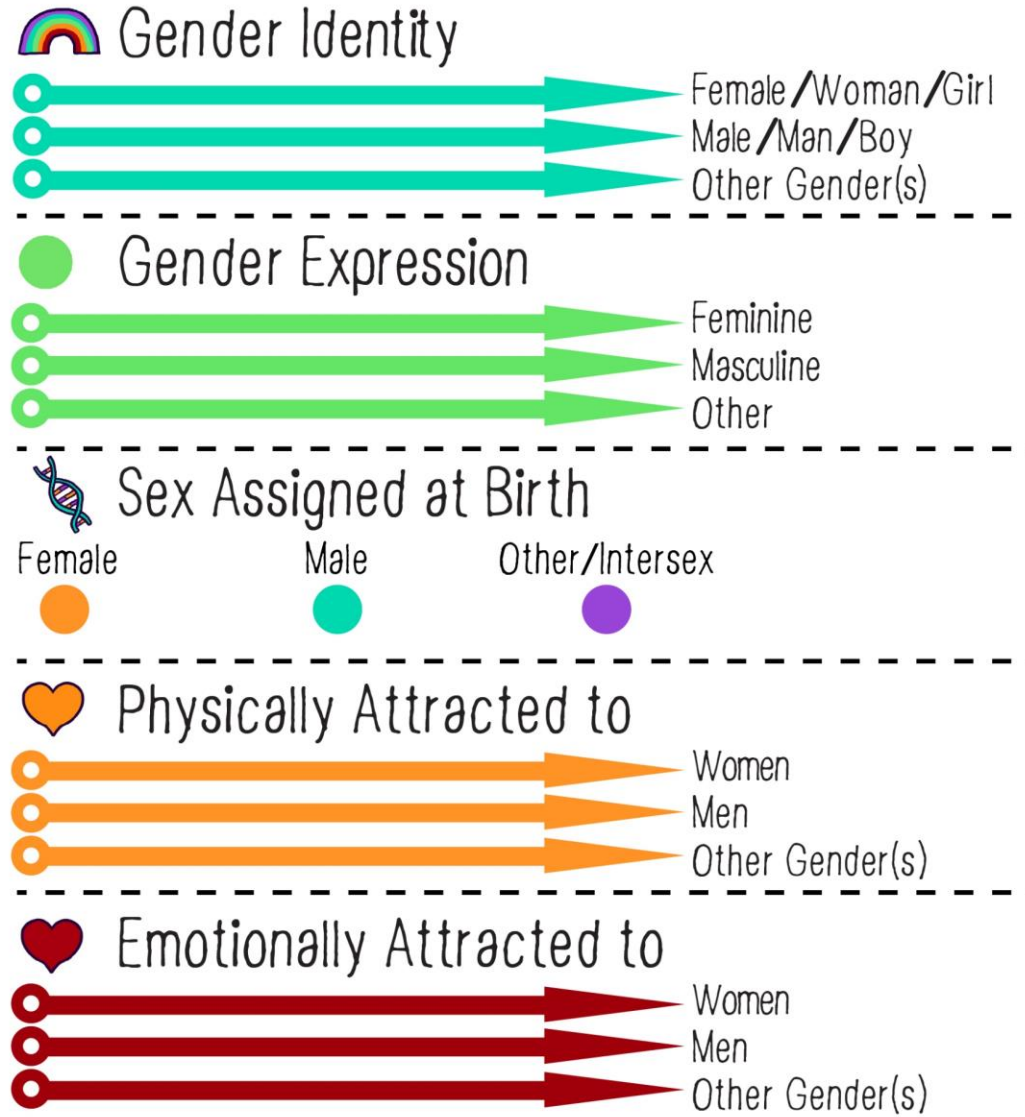 Gender Identity
Female/Woman/Girl
Male/Man/Boy
Other Gender(s)
Gender Expression
Feminine
Masculine
Other
Sex Assigned at Birth
Female Male Other/Intersex
Physically Attracted to
Women
Men
Other Gender(s)
Emotionally Attracted to
Women
Men
Other Gender(s)